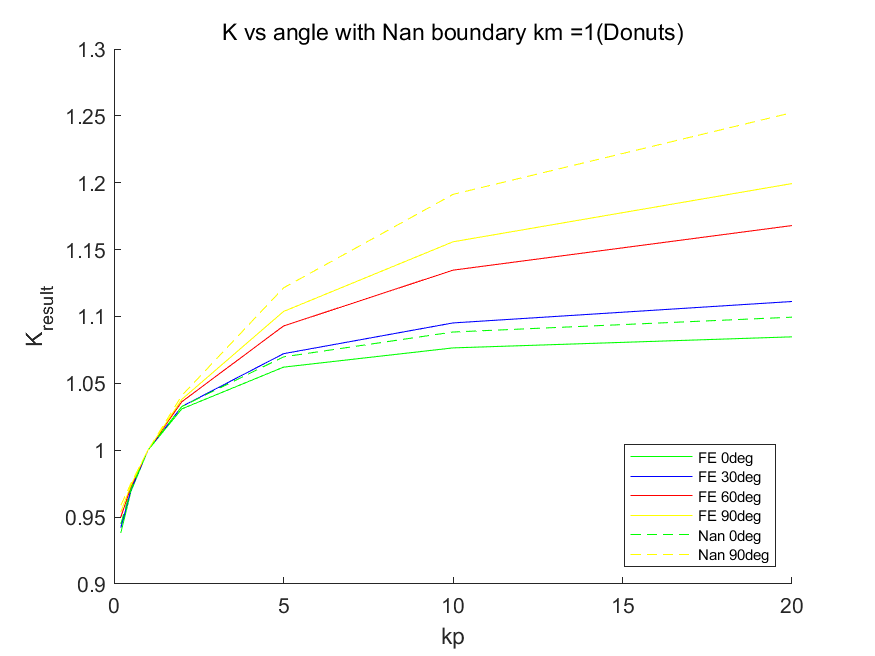 K vs angle with Nan boundary km =1(Donuts)
1.3
1.25
1.2
1.15
1.1
1.05
1
0.95
0.9
K_result
0
5
10
15
20
kp
FE 0deg
FE 30deg
FE 60deg
FE 90deg
Nan 0deg
Nan 90deg